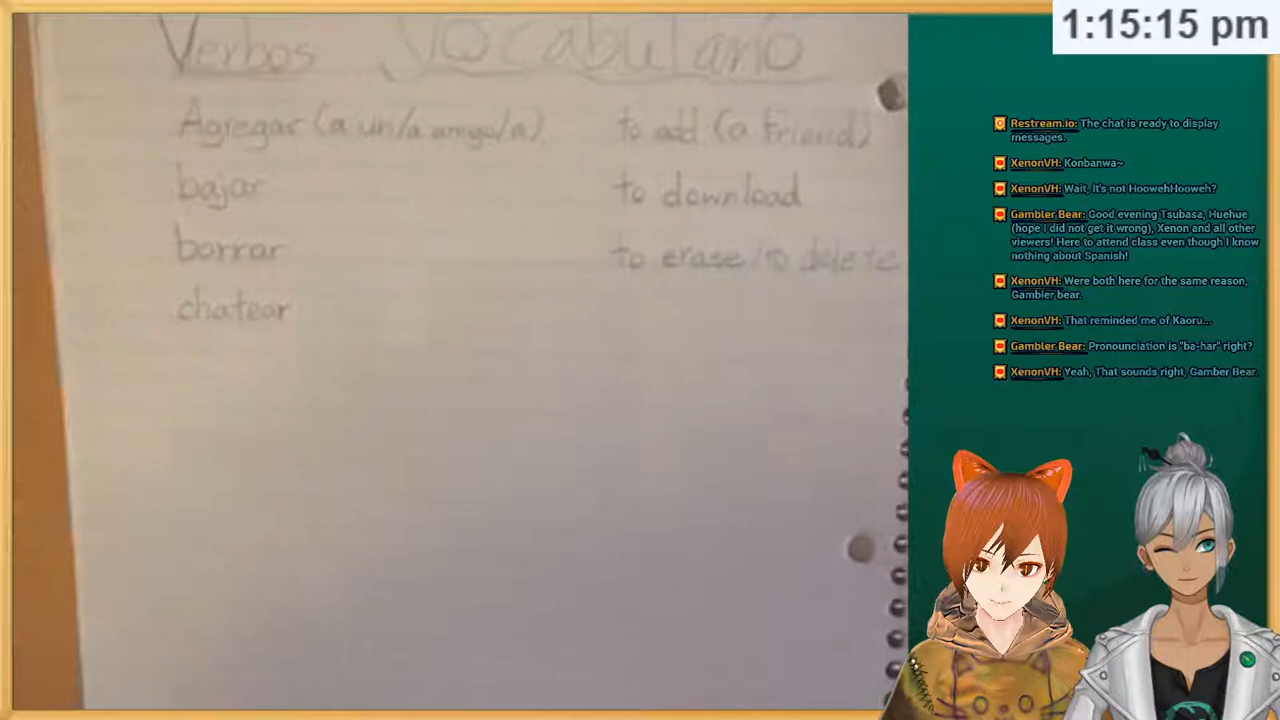 1:15:15 pm
Verbos Vocabulario
Agregar (a un/a amigo/a) to add (a friend)
bajar to download
borrar to erase/to delete
chatear
Restream.io: The chat is ready to display
messages.
XenonVH: Konbanwa~
XenonVH: Wait, It's not HoowehHooweh?
Gambler Bear: Good evening Tsubasa, Huehue
(hope I did not get it wrong), Xenon and all other
viewers! Here to attend class even though I know
nothing about Spanish!
XenonVH: Were both here for the same reason,
Gambler bear.
XenonVH: That reminded me of Kaoru...
Gambler Bear: Pronounciation is "ba-har" right?
XenonVH: Yeah, That sounds right, Gamber Bear.